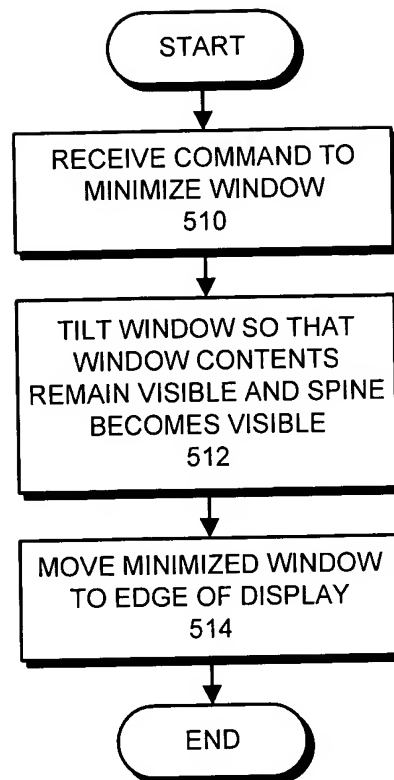 START
RECEIVE COMMAND TO
MINIMIZE WINDOW
510
TILT WINDOW SO THAT
WINDOW CONTENTS
REMAIN VISIBLE AND SPINE
BECOMES VISIBLE
512
MOVE MINIMIZED WINDOW
TO EDGE OF DISPLAY
514
END